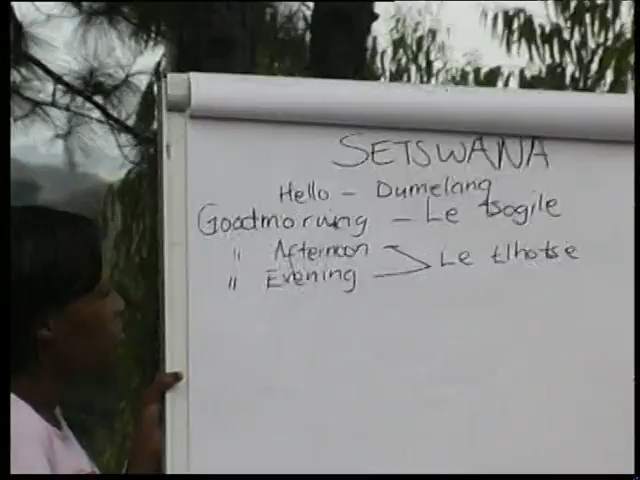 SETSWANA
Hello - Dumelang
Goodmorning - Le tsogile
" Afternoon
" Evening
Le tlhotse